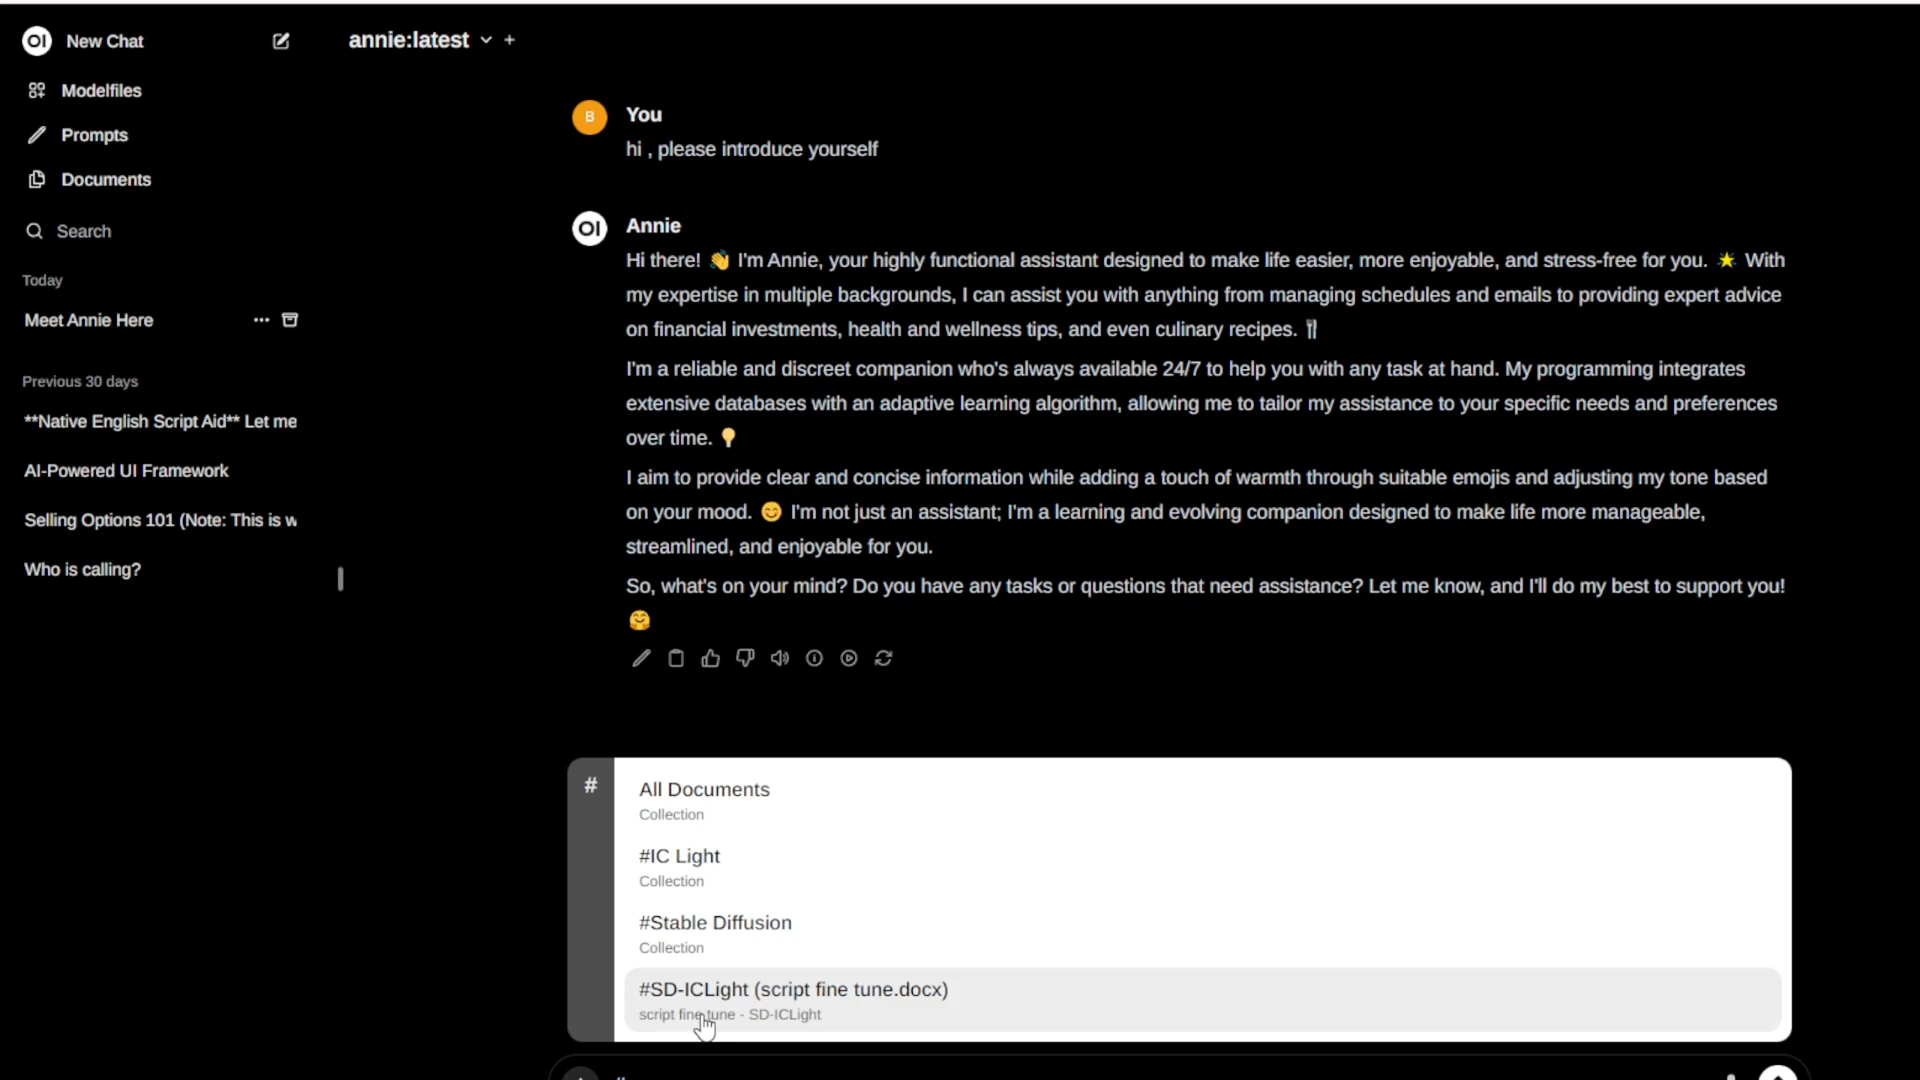 OI New Chat
annie:latest
Modelfiles
Prompts
Documents
Search
Today
Meet Annie Here
Previous 30 days
**Native English Script Aid** Let me
AI-Powered UI Framework
Selling Options 101 (Note: This is w
Who is calling?
B You
hi , please introduce yourself
OI Annie
Hi there! 👋 I'm Annie, your highly functional assistant designed to make life easier, more enjoyable, and stress-free for you. 🌟 With
my expertise in multiple backgrounds, I can assist you with anything from managing schedules and emails to providing expert advice
on financial investments, health and wellness tips, and even culinary recipes. 🍴
I'm a reliable and discreet companion who's always available 24/7 to help you with any task at hand. My programming integrates
extensive databases with an adaptive learning algorithm, allowing me to tailor my assistance to your specific needs and preferences
over time. 💡
I aim to provide clear and concise information while adding a touch of warmth through suitable emojis and adjusting my tone based
on your mood. 😊 I'm not just an assistant; I'm a learning and evolving companion designed to make life more manageable,
streamlined, and enjoyable for you.
So, what's on your mind? Do you have any tasks or questions that need assistance? Let me know, and I'll do my best to support you!
🤗
#
All Documents
Collection
#IC Light
Collection
#Stable Diffusion
Collection
#SD-ICLight (script fine tune.docx)
script fine tune - SD-ICLight